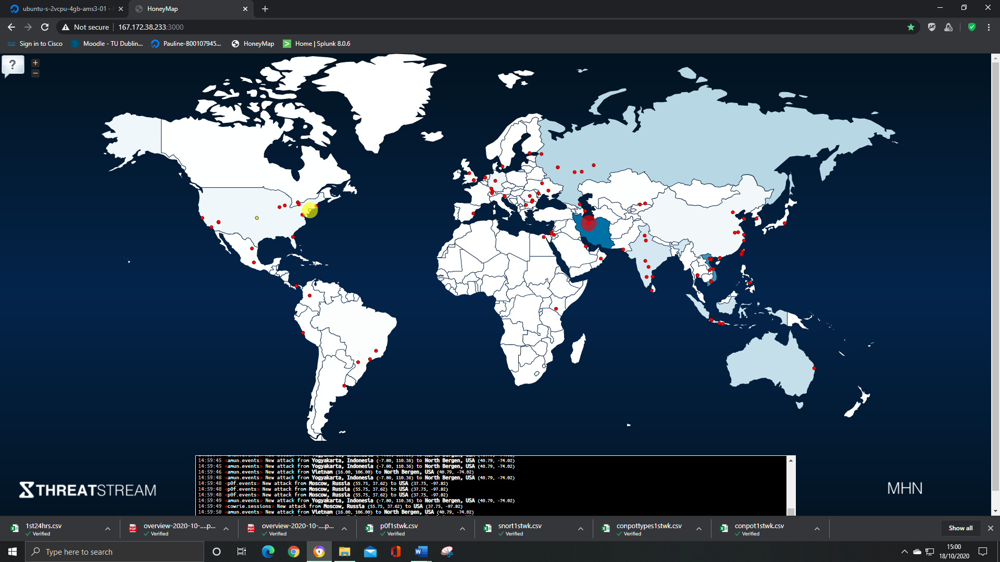 ubuntu-s-2vcpu-4gb-ams3-01 -
HoneyMap
Not secure
167.172.38.233:3000
Sign in to Cisco
Moodle - TU Dublin...
Pauline-B00107945...
HoneyMap
Home | Splunk 8.0.6
?
+
−
14:59:45 <amun.events> New attack from Yogyakarta, Indonesia (-7.80, 110.36) to North Bergen, USA (40.79, -74.02)
14:59:45 <amun.events> New attack from Yogyakarta, Indonesia (-7.80, 110.36) to North Bergen, USA (40.79, -74.02)
14:59:46 <amun.events> New attack from Vietnam (16.00, 106.00) to North Bergen, USA (40.79, -74.02)
14:59:48 <amun.events> New attack from Yogyakarta, Indonesia (-7.80, 110.36) to North Bergen, USA (40.79, -74.02)
14:59:48 <p0f.events> New attack from Moscow, Russia (55.75, 37.62) to USA (37.75, -97.82)
14:59:48 <p0f.events> New attack from Moscow, Russia (55.75, 37.62) to USA (37.75, -97.82)
14:59:48 <p0f.events> New attack from Moscow, Russia (55.75, 37.62) to USA (37.75, -97.82)
14:59:49 <amun.events> New attack from Yogyakarta, Indonesia (-7.80, 110.36) to North Bergen, USA (40.79, -74.02)
14:59:49 <cowrie.sessions> New attack from Moscow, Russia (55.75, 37.62) to USA (37.75, -97.82)
14:59:50 <amun.events> New attack from Vietnam (16.00, 106.00) to North Bergen, USA (40.79, -74.02)
THREATSTREAM
MHN
1st24hrs.csv
Verified
overview-2020-10-....p...
Verified
overview-2020-10-....p...
Verified
p0f1stwk.csv
Verified
snort1stwk.csv
Verified
conpottypes1stwk.csv
Verified
conpot1stwk.csv
Verified
Show all
Type here to search
15:00
18/10/2020